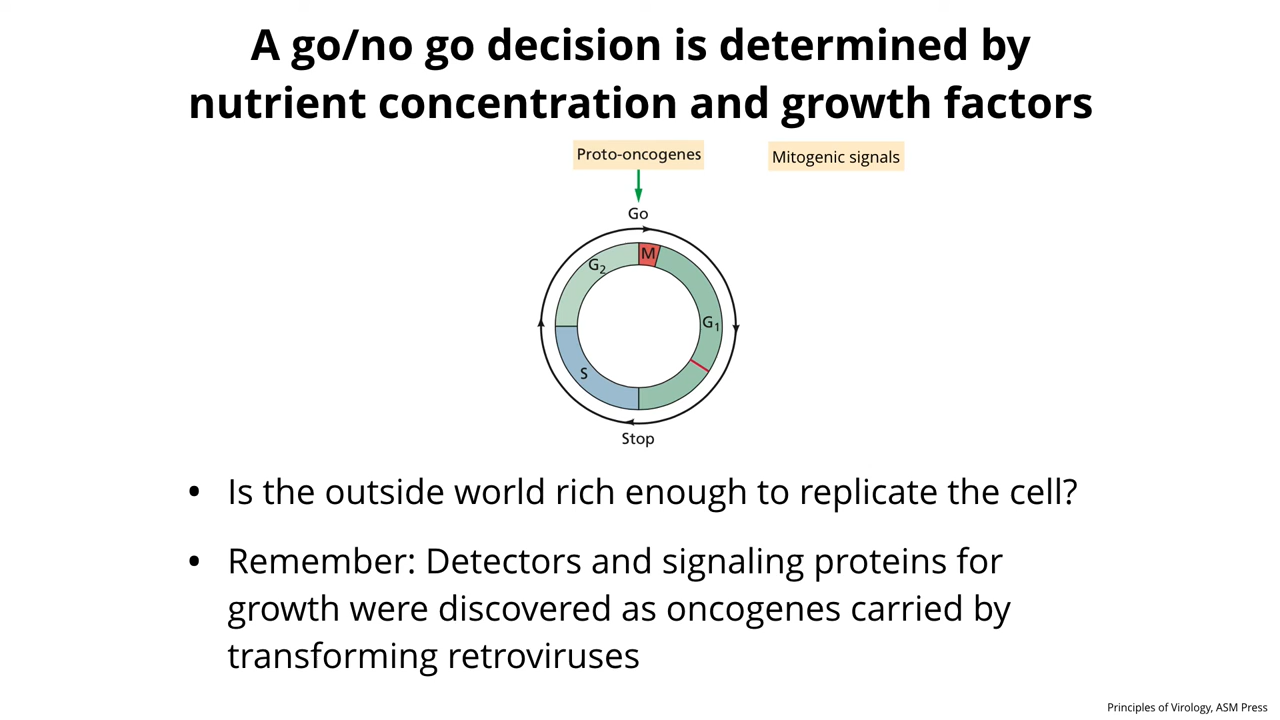 A go/no go decision is determined by
nutrient concentration and growth factors
Proto-oncogenes
Mitogenic signals
Go
M
G₂
G₁
S
Stop
• Is the outside world rich enough to replicate the cell?
• Remember: Detectors and signaling proteins for
growth were discovered as oncogenes carried by
transforming retroviruses
Principles of Virology, ASM Press